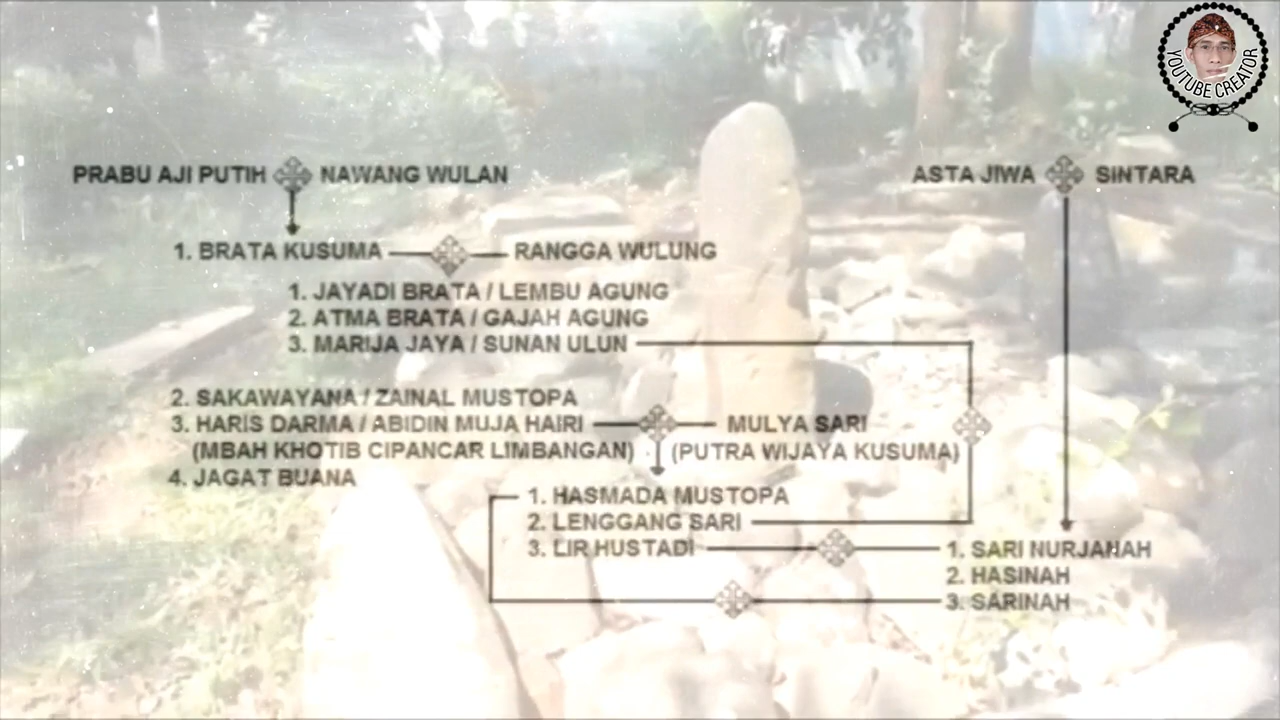 YOUTUBE CREATOR
PRABU AJI PUTIH NAWANG WULAN
ASTA JIWA SINTARA
1. BRATA KUSUMA RANGGA WULUNG
1. JAYADI BRATA / LEMBU AGUNG
2. ATMA BRATA / GAJAH AGUNG
3. MARIJA JAYA / SUNAN ULUN
2. SAKAWAYANA / ZAINAL MUSTOPA
3. HARIS DARMA / ABIDIN MUJA HAIRI MULYA SARI
(MBAH KHOTIB CIPANCAR LIMBANGAN) (PUTRA WIJAYA KUSUMA)
4. JAGAT BUANA
1. HASMADA MUSTOPA
2. LENGGANG SARI
3. LIR HUSTADI 1. SARI NURJANAH
2. HASINAH
3. SARINAH